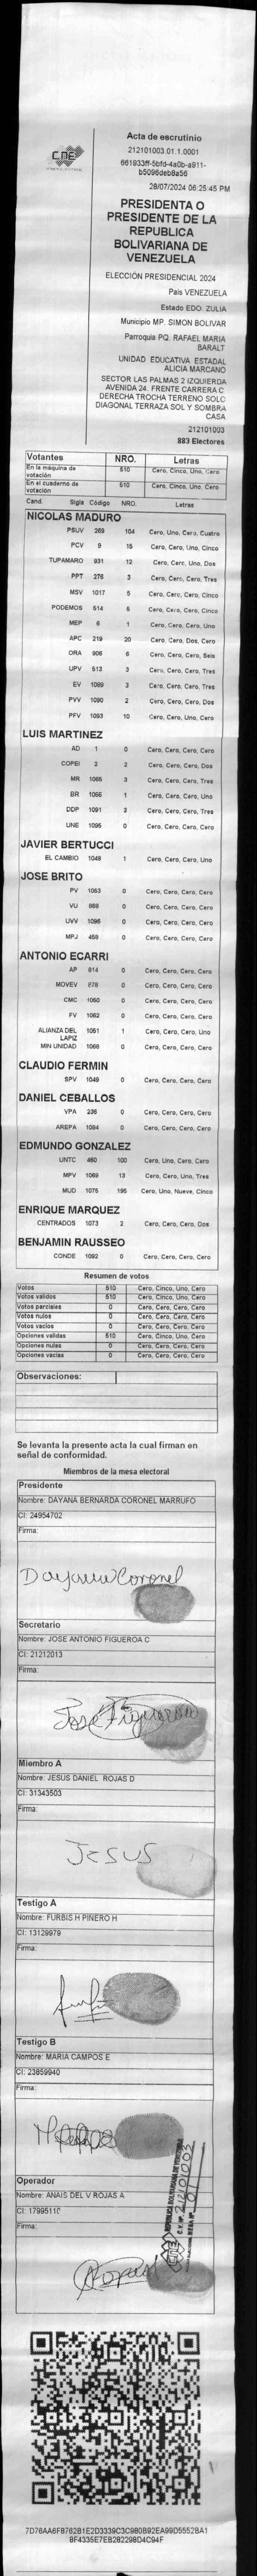 CNE
Acta de escrutinio
212101003.01.1.0001
661933ff-5bfd-4a0b-a911-
b5096deb8a56
28/07/2024 06:25:45 PM
PRESIDENTA O
PRESIDENTE DE LA
REPUBLICA
BOLIVARIANA DE
VENEZUELA
ELECCIÓN PRESIDENCIAL 2024
País VENEZUELA
Estado EDO. ZULIA
Municipio MP. SIMON BOLIVAR
Parroquia PQ. RAFAEL MARIA
BARALT
UNIDAD EDUCATIVA ESTADAL
ALICIA MARCANO
SECTOR LAS PALMAS 2 IZQUIERDA
AVENIDA 24. FRENTE CARRERA C
DERECHA TROCHA TERRENO SOLO
DIAGONAL TERRAZA SOL Y SOMBRA
CASA
212101003
883 Electores
Votantes NRO. Letras
En la máquina de votación 510 Cero, Cinco, Uno, Cero
En el cuaderno de votación 510 Cero, Cinco, Uno, Cero
Cand. Sigla Código NRO. Letras
NICOLAS MADURO
PSUV 269 104 Cero, Uno, Cero, Cuatro
PCV 9 15 Cero, Cero, Uno, Cinco
TUPAMARO 931 12 Cero, Cero, Uno, Dos
PPT 276 3 Cero, Cero, Cero, Tres
MSV 1017 5 Cero, Cero, Cero, Cinco
PODEMOS 514 5 Cero, Cero, Cero, Cinco
MEP 6 1 Cero, Cero, Cero, Uno
APC 219 20 Cero, Cero, Dos, Cero
ORA 906 6 Cero, Cero, Cero, Seis
UPV 513 3 Cero, Cero, Cero, Tres
EV 1089 3 Cero, Cero, Cero, Tres
PVV 1090 2 Cero, Cero, Cero, Dos
PFV 1093 10 Cero, Cero, Uno, Cero
LUIS MARTINEZ
AD 1 0 Cero, Cero, Cero, Cero
COPEI 2 2 Cero, Cero, Cero, Dos
MR 1065 3 Cero, Cero, Cero, Tres
BR 1066 1 Cero, Cero, Cero, Uno
DDP 1091 3 Cero, Cero, Cero, Tres
UNE 1095 0 Cero, Cero, Cero, Cero
JAVIER BERTUCCI
EL CAMBIO 1048 1 Cero, Cero, Cero, Uno
JOSE BRITO
PV 1053 0 Cero, Cero, Cero, Cero
VU 868 0 Cero, Cero, Cero, Cero
UVV 1096 0 Cero, Cero, Cero, Cero
MPJ 459 0 Cero, Cero, Cero, Cero
ANTONIO ECARRI
AP 814 0 Cero, Cero, Cero, Cero
MOVEV 878 0 Cero, Cero, Cero, Cero
CMC 1050 0 Cero, Cero, Cero, Cero
FV 1062 0 Cero, Cero, Cero, Cero
ALIANZA DEL LAPIZ 1051 1 Cero, Cero, Cero, Uno
MIN UNIDAD 1068 0 Cero, Cero, Cero, Cero
CLAUDIO FERMIN
SPV 1049 0 Cero, Cero, Cero, Cero
DANIEL CEBALLOS
VPA 236 0 Cero, Cero, Cero, Cero
AREPA 1094 0 Cero, Cero, Cero, Cero
EDMUNDO GONZALEZ
UNTC 460 100 Cero, Uno, Cero, Cero
MPV 1069 13 Cero, Cero, Uno, Tres
MUD 1075 195 Cero, Uno, Nueve, Cinco
ENRIQUE MARQUEZ
CENTRADOS 1073 2 Cero, Cero, Cero, Dos
BENJAMIN RAUSSEO
CONDE 1092 0 Cero, Cero, Cero, Cero
Resumen de votos
Votos 510 Cero, Cinco, Uno, Cero
Votos validos 510 Cero, Cinco, Uno, Cero
Votos parciales 0 Cero, Cero, Cero, Cero
Votos nulos 0 Cero, Cero, Cero, Cero
Votos vacios 0 Cero, Cero, Cero, Cero
Opciones validas 510 Cero, Cinco, Uno, Cero
Opciones nulas 0 Cero, Cero, Cero, Cero
Opciones vacias 0 Cero, Cero, Cero, Cero
Observaciones:
Se levanta la presente acta la cual firman en
señal de conformidad.
Miembros de la mesa electoral
Presidente
Nombre: DAYANA BERNARDA CORONEL MARRUFO
CI: 24954702
Firma:
Dayana Coronel
Secretario
Nombre: JOSE ANTONIO FIGUEROA C
CI: 21212013
Firma:
José Figueroa
Miembro A
Nombre: JESUS DANIEL ROJAS D
CI: 31343503
Firma:
JESUS
Testigo A
Nombre: FURBIS H PIÑERO H
CI: 13129979
Firma:
Testigo B
Nombre: MARIA CAMPOS E
CI: 23859940
Firma:
Operador
Nombre: ANAIS DEL V ROJAS A
CI: 17995110
Firma:
CNE
REPÚBLICA BOLIVARIANA DE VENEZUELA
C.V. Nº 212101003
MESA Nº 01
7D76AA6FB762B1E2D3339C3C980B92EA99D5552BA1
8F4335E7EB282298D4C94F